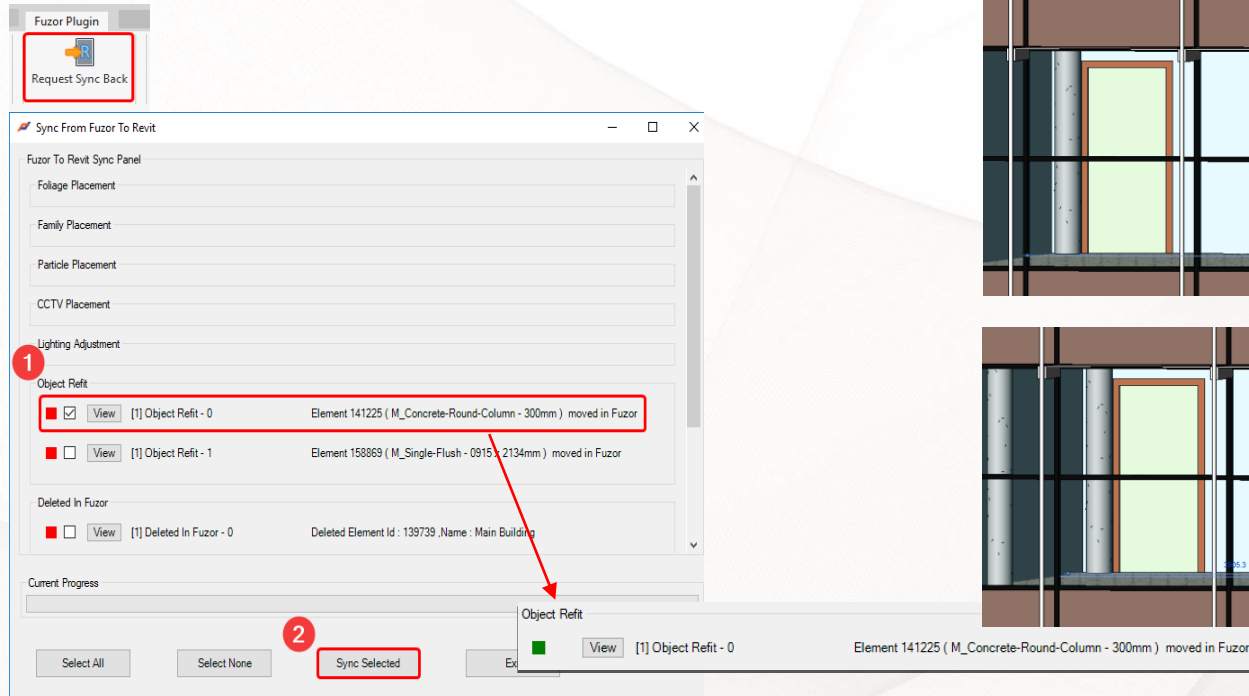 Fuzor Plugin
R
Request Sync Back
Sync From Fuzor To Revit
Fuzor To Revit Sync Panel
Foliage Placement
Family Placement
Particle Placement
CCTV Placement
Lighting Adjustment
1
Object Refit
View [1] Object Refit - 0 Element 141225 ( M_Concrete-Round-Column - 300mm ) moved in Fuzor
View [1] Object Refit - 1 Element 158869 ( M_Single-Flush - 0915 x 2134mm ) moved in Fuzor
Deleted In Fuzor
View [1] Deleted In Fuzor - 0 Deleted Element Id : 139739 ,Name : Main Building
Current Progress
2
Select All Select None Sync Selected Ex
Object Refit
View [1] Object Refit - 0 Element 141225 ( M_Concrete-Round-Column - 300mm ) moved in Fuzor